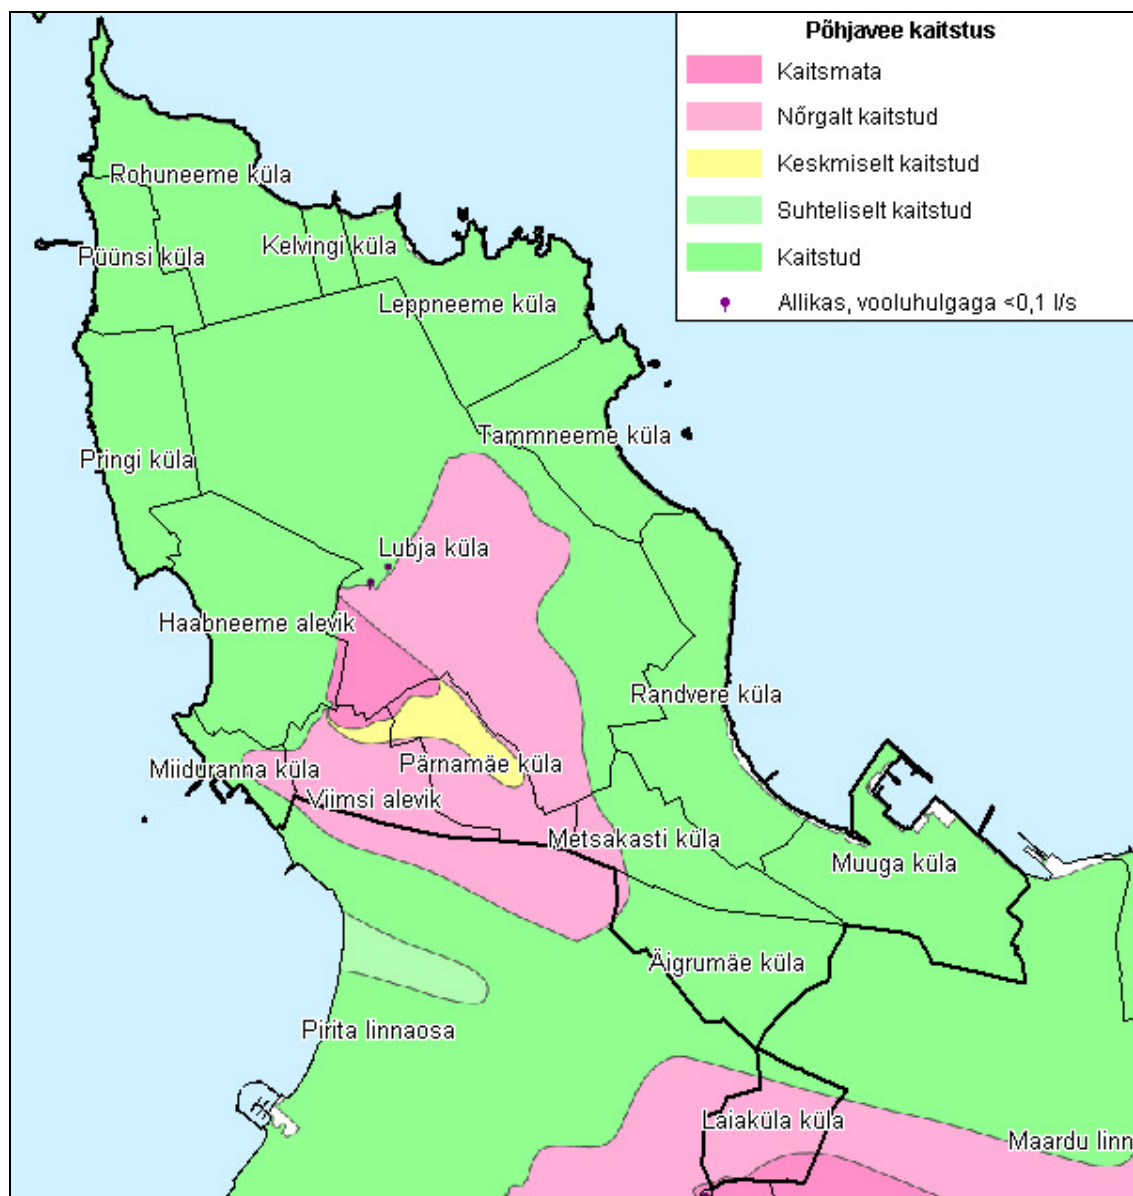 Põhjavee kaitstus
Kaitsmata
Nõrgalt kaitstud
Keskmiselt kaitstud
Suhteliselt kaitstud
Kaitstud
Allikas, vooluhulgaga <0,1 l/s
Rohuneeme küla
Püünsi küla
Kelvingi küla
Leppneeme küla
Tammneeme küla
Pringi küla
Lubja küla
Haabneeme alevik
Randvere küla
Miiduranna küla
Pärnamäe küla
Viimsi alevik
Metsakasti küla
Muuga küla
Äigrumäe küla
Pirita linnaosa
Laiaküla küla
Maardu linn